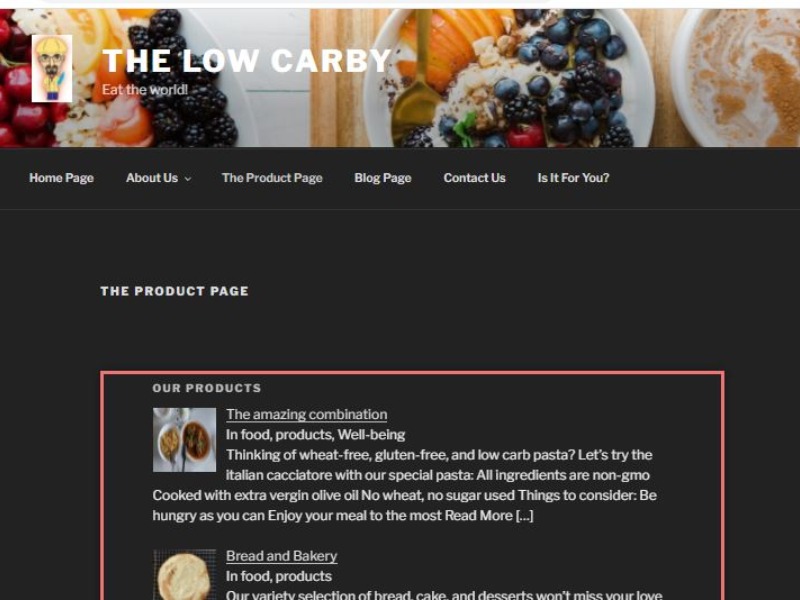 THE LOW CARBY
Eat the world!
Home Page About Us The Product Page Blog Page Contact Us Is It For You?
THE PRODUCT PAGE
OUR PRODUCTS
The amazing combination
In food, products, Well-being
Thinking of wheat-free, gluten-free, and low carb pasta? Let's try the
italian cacciatore with our special pasta: All ingredients are non-gmo
Cooked with extra vergin olive oil No wheat, no sugar used Things to consider: Be
hungry as you can Enjoy your meal to the most Read More [...]
Bread and Bakery
In food, products
Our variety selection of bread, cake, and desserts won't miss your love